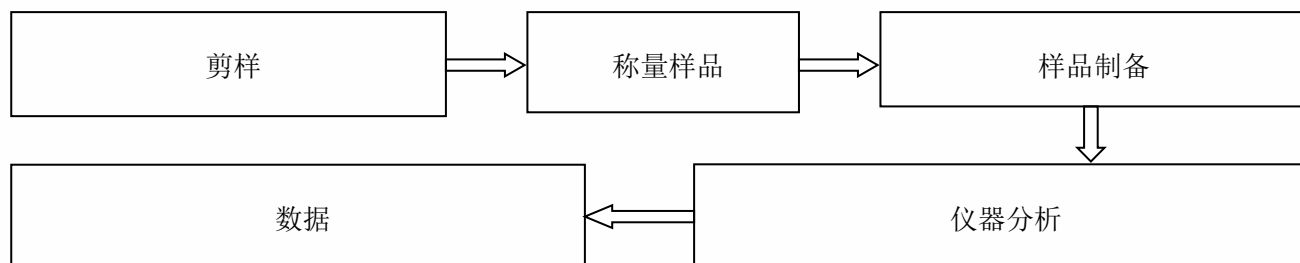 剪样
称量样品
样品制备
仪器分析
数据